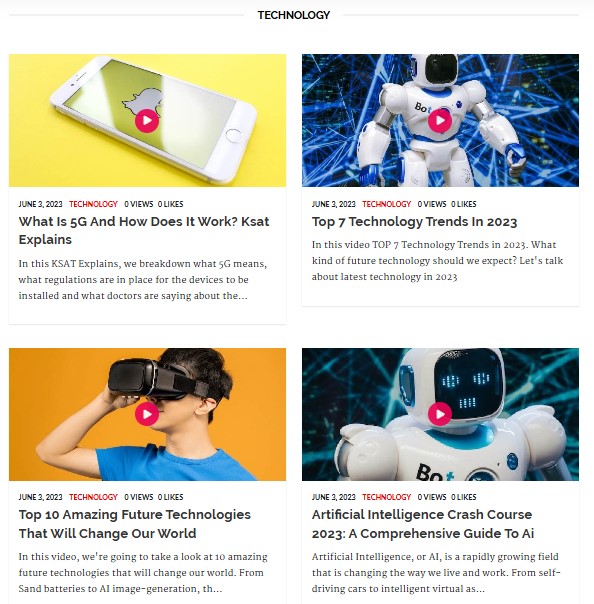 TECHNOLOGY
Bot
JUNE 3, 2023 TECHNOLOGY 0 VIEWS 0 LIKES
What Is 5G And How Does It Work? Ksat
Explains
In this KSAT Explains, we breakdown what 5G means,
what regulations are in place for the devices to be
installed and what doctors are saying about the...
JUNE 3, 2023 TECHNOLOGY 0 VIEWS 0 LIKES
Top 7 Technology Trends In 2023
In this video TOP 7 Technology Trends in 2023. What
kind of future technology should we expect? Let's talk
about latest technology in 2023
Bot
JUNE 3, 2023 TECHNOLOGY 0 VIEWS 0 LIKES
Top 10 Amazing Future Technologies
That Will Change Our World
In this video, we're going to take a look at 10 amazing
future technologies that will change our world. From
Sand batteries to AI image-generation, th...
JUNE 3, 2023 TECHNOLOGY 0 VIEWS 0 LIKES
Artificial Intelligence Crash Course
2023: A Comprehensive Guide To Ai
Artificial Intelligence, or AI, is a rapidly growing field
that is changing the way we live and work. From self-
driving cars to intelligent virtual as...